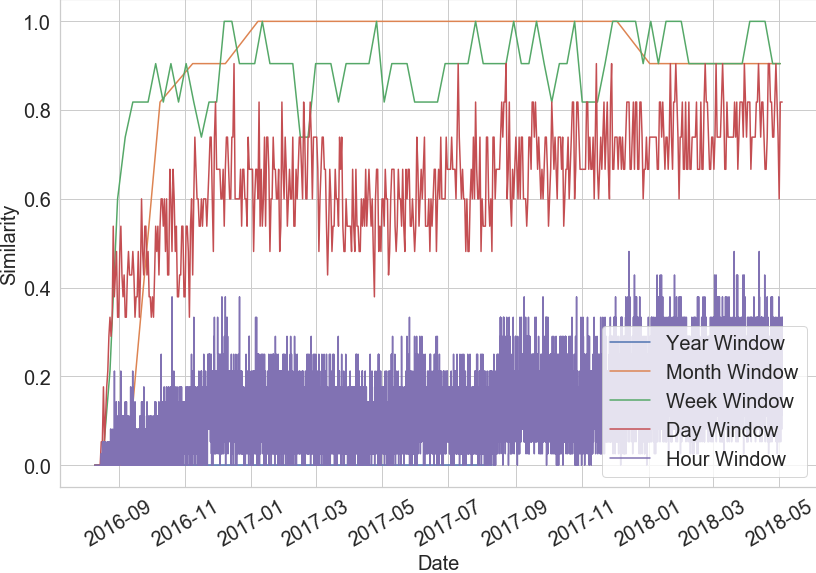 1.0
0.8
0.6
0.4
0.2
0.0
Similarity
Year Window
Month Window
Week Window
Day Window
Hour Window
2016-09 2016-11 2017-01 2017-03 2017-05 2017-07 2017-09 2017-11 2018-01 2018-03 2018-05
Date